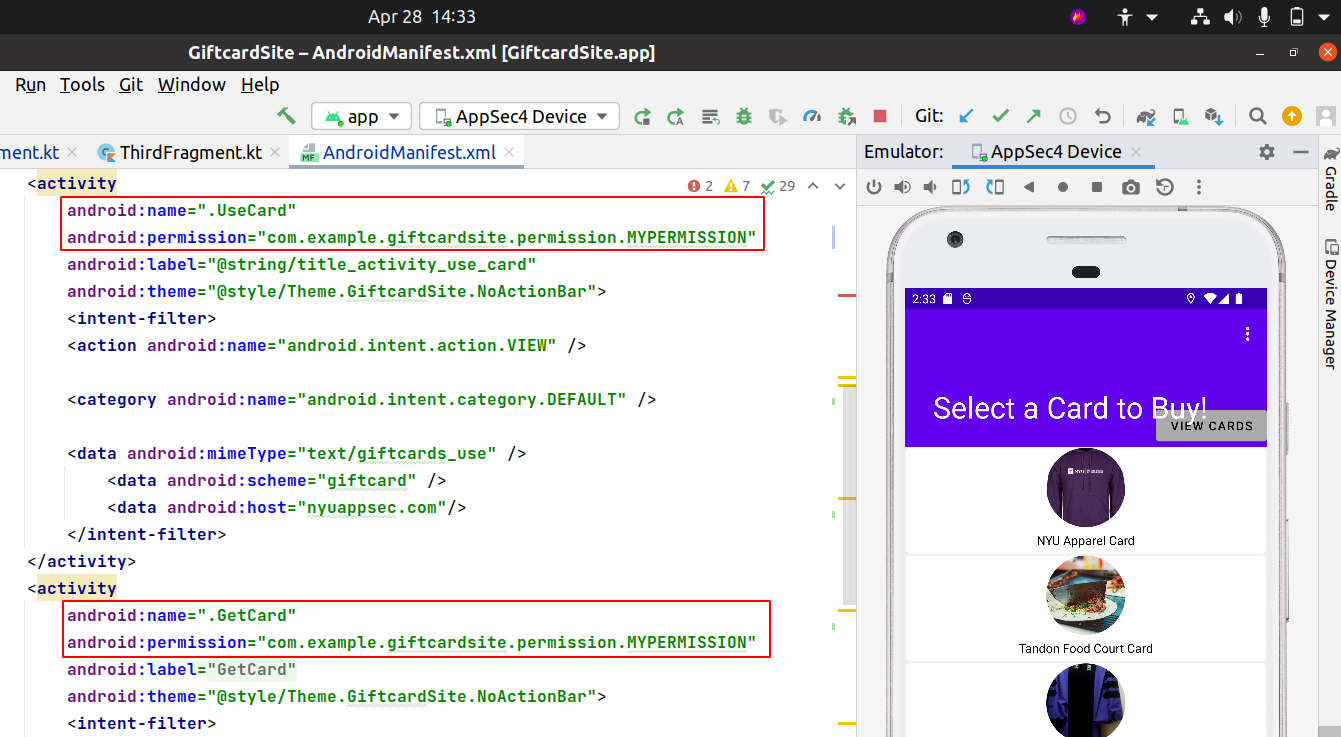 Apr 28 14:33
GiftcardSite – AndroidManifest.xml [GiftcardSite.app]
Run Tools Git Window Help
app
AppSec4 Device
Git:
ment.kt
ThirdFragment.kt
MF AndroidManifest.xml
Emulator:
AppSec4 Device
<activity
2 7 29
android:name=".UseCard"
android:permission="com.example.giftcardsite.permission.MYPERMISSION"
android:label="@string/title_activity_use_card"
android:theme="@style/Theme.GiftcardSite.NoActionBar">
<intent-filter>
<action android:name="android.intent.action.VIEW" />
<category android:name="android.intent.category.DEFAULT" />
<data android:mimeType="text/giftcards_use" />
<data android:scheme="giftcard" />
<data android:host="nyuappsec.com"/>
</intent-filter>
</activity>
<activity
android:name=".GetCard"
android:permission="com.example.giftcardsite.permission.MYPERMISSION"
android:label="GetCard"
android:theme="@style/Theme.GiftcardSite.NoActionBar">
<intent-filter>
2:33
Select a Card to Buy!
VIEW CARDS
NYU Apparel Card
Tandon Food Court Card
Gradle
Device Manager